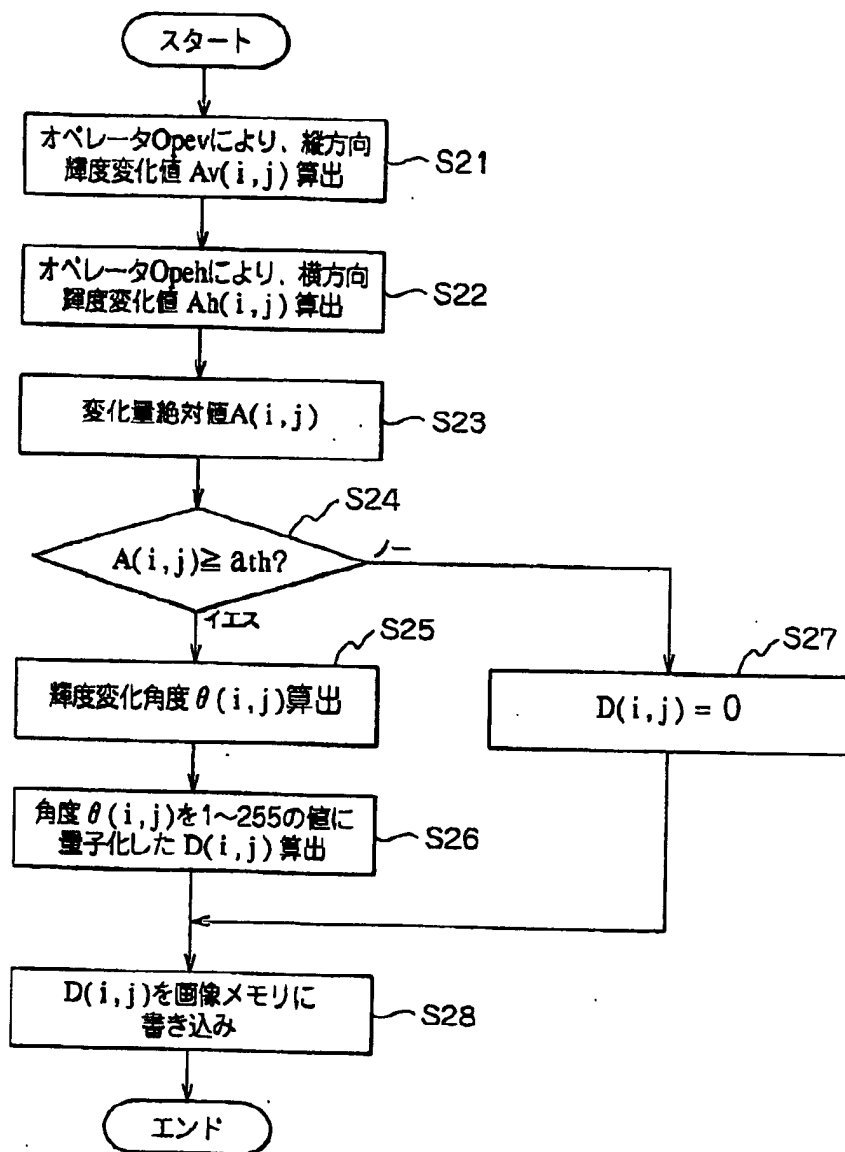 スタート
オペレータOpevにより、縦方向
輝度変化値 Av(i,j) 算出
S21
オペレータOpehにより、横方向
輝度変化値 Ah(i,j) 算出
S22
変化量絶対値A(i,j)
S23
S24
A(i,j)≧ath?
ノー
イエス
S25
輝度変化角度θ(i,j)算出
S27
D(i,j)=0
角度θ(i,j)を1~255の値に
量子化した D(i,j) 算出
S26
D(i,j)を画像メモリに
書き込み
S28
エンド